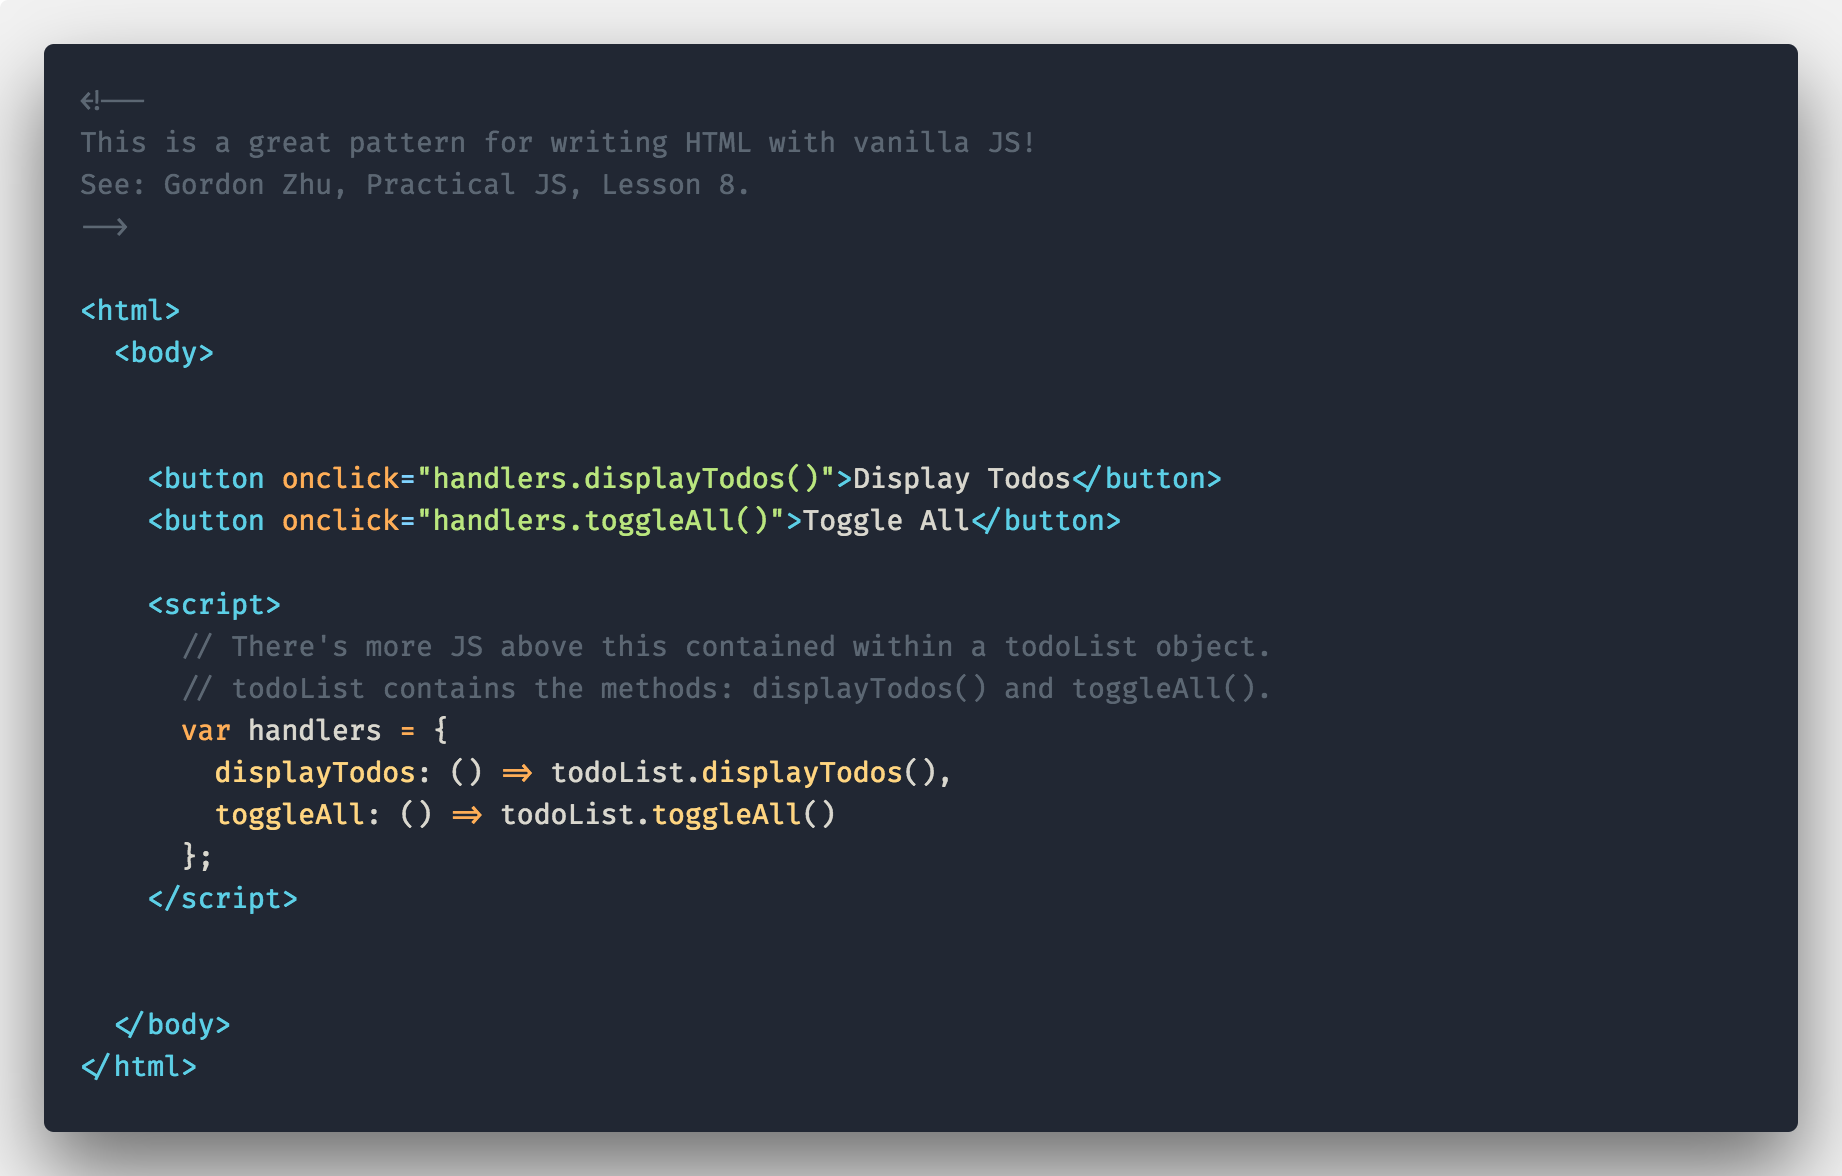 <!--
This is a great pattern for writing HTML with vanilla JS!
See: Gordon Zhu, Practical JS, Lesson 8.
-->
<html>
<body>
<button onclick="handlers.displayTodos()">Display Todos</button>
<button onclick="handlers.toggleAll()">Toggle All</button>
<script>
// There's more JS above this contained within a todoList object.
// todoList contains the methods: displayTodos() and toggleAll().
var handlers = {
displayTodos: () => todoList.displayTodos(),
toggleAll: () => todoList.toggleAll()
};
</script>
</body>
</html>